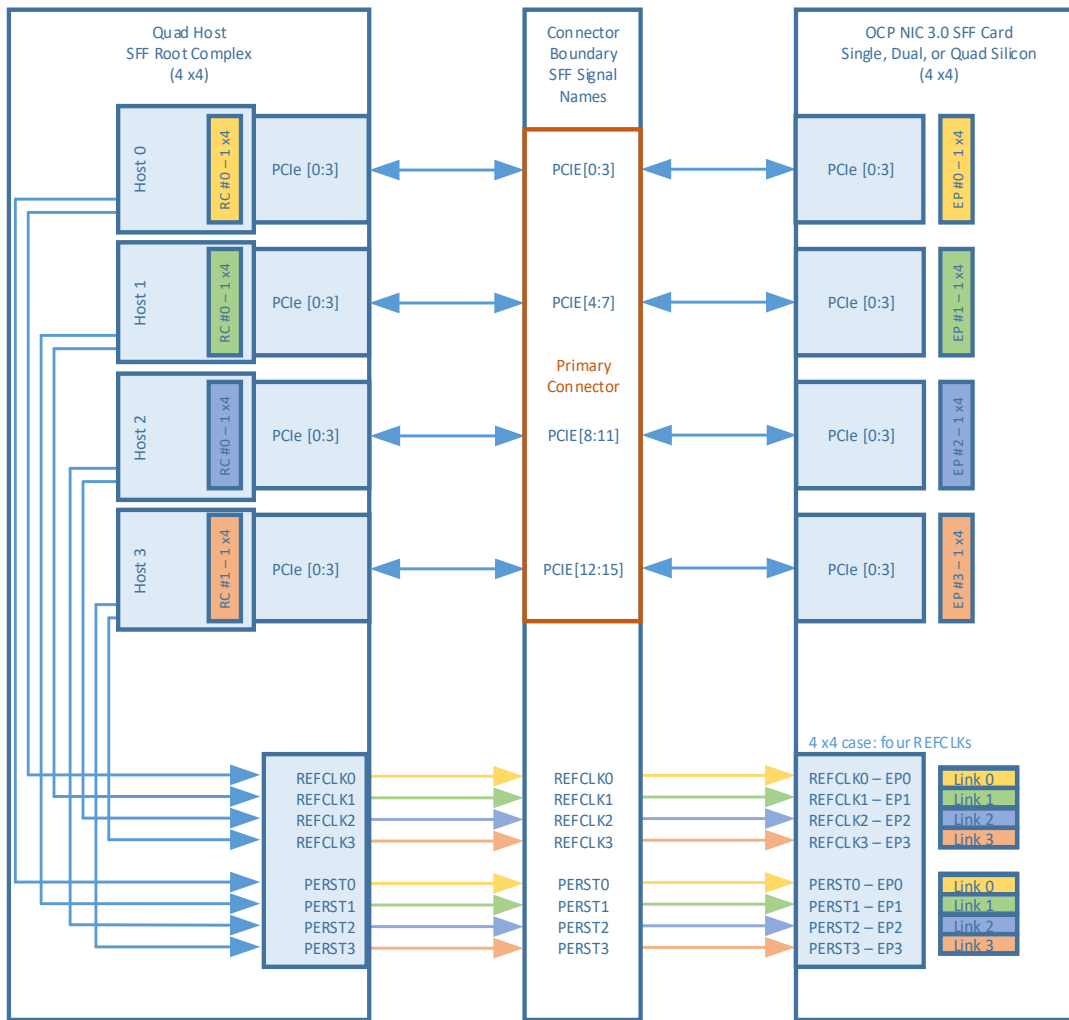 Quad Host
SFF Root Complex
(4 x4)
Host 0
RC #0 – 1 x4
PCIe [0:3]
Host 1
RC #0 – 1 x4
PCIe [0:3]
Host 2
RC #0 – 1 x4
PCIe [0:3]
Host 3
RC #1 – 1 x4
PCIe [0:3]
REFCLK0
REFCLK1
REFCLK2
REFCLK3
PERST0
PERST1
PERST2
PERST3
Connector
Boundary
SFF Signal
Names
PCIE[0:3]
PCIE[4:7]
Primary
Connector
PCIE[8:11]
PCIE[12:15]
REFCLK0
REFCLK1
REFCLK2
REFCLK3
PERST0
PERST1
PERST2
PERST3
OCP NIC 3.0 SFF Card
Single, Dual, or Quad Silicon
(4 x4)
PCIe [0:3]
EP #0 – 1 x4
PCIe [0:3]
EP #1 – 1 x4
PCIe [0:3]
EP #2 – 1 x4
PCIe [0:3]
EP #3 – 1 x4
4 x4 case: four REFCLKs
REFCLK0 – EP0
Link 0
REFCLK1 – EP1
Link 1
REFCLK2 – EP2
Link 2
REFCLK3 – EP3
Link 3
PERST0 – EP0
Link 0
PERST1 – EP1
Link 1
PERST2 – EP2
Link 2
PERST3 – EP3
Link 3